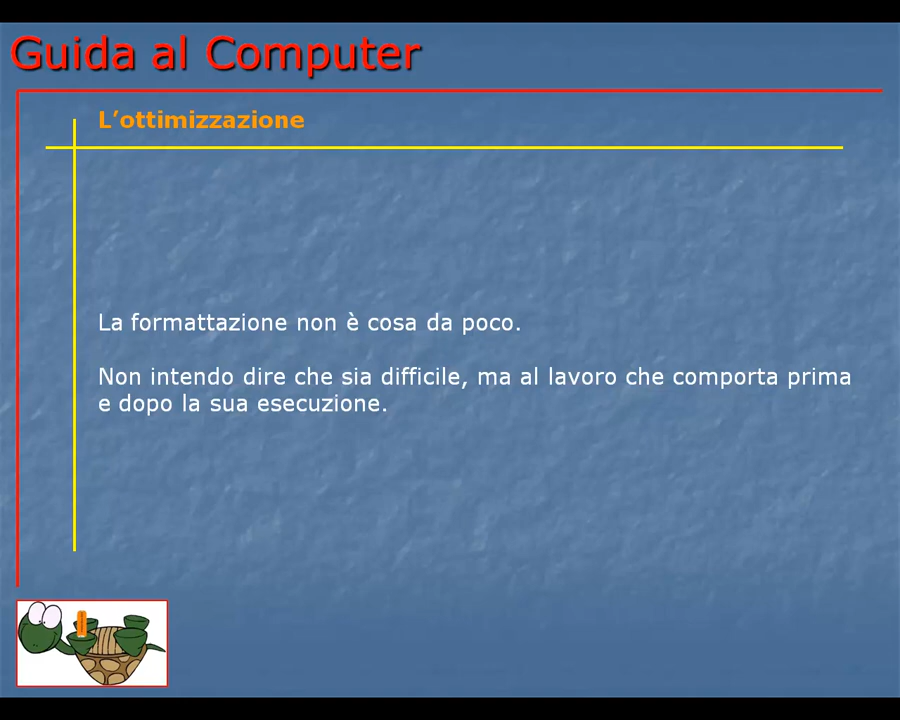 Guida al Computer
L’ottimizzazione
La formattazione non è cosa da poco.
Non intendo dire che sia difficile, ma al lavoro che comporta prima
e dopo la sua esecuzione.